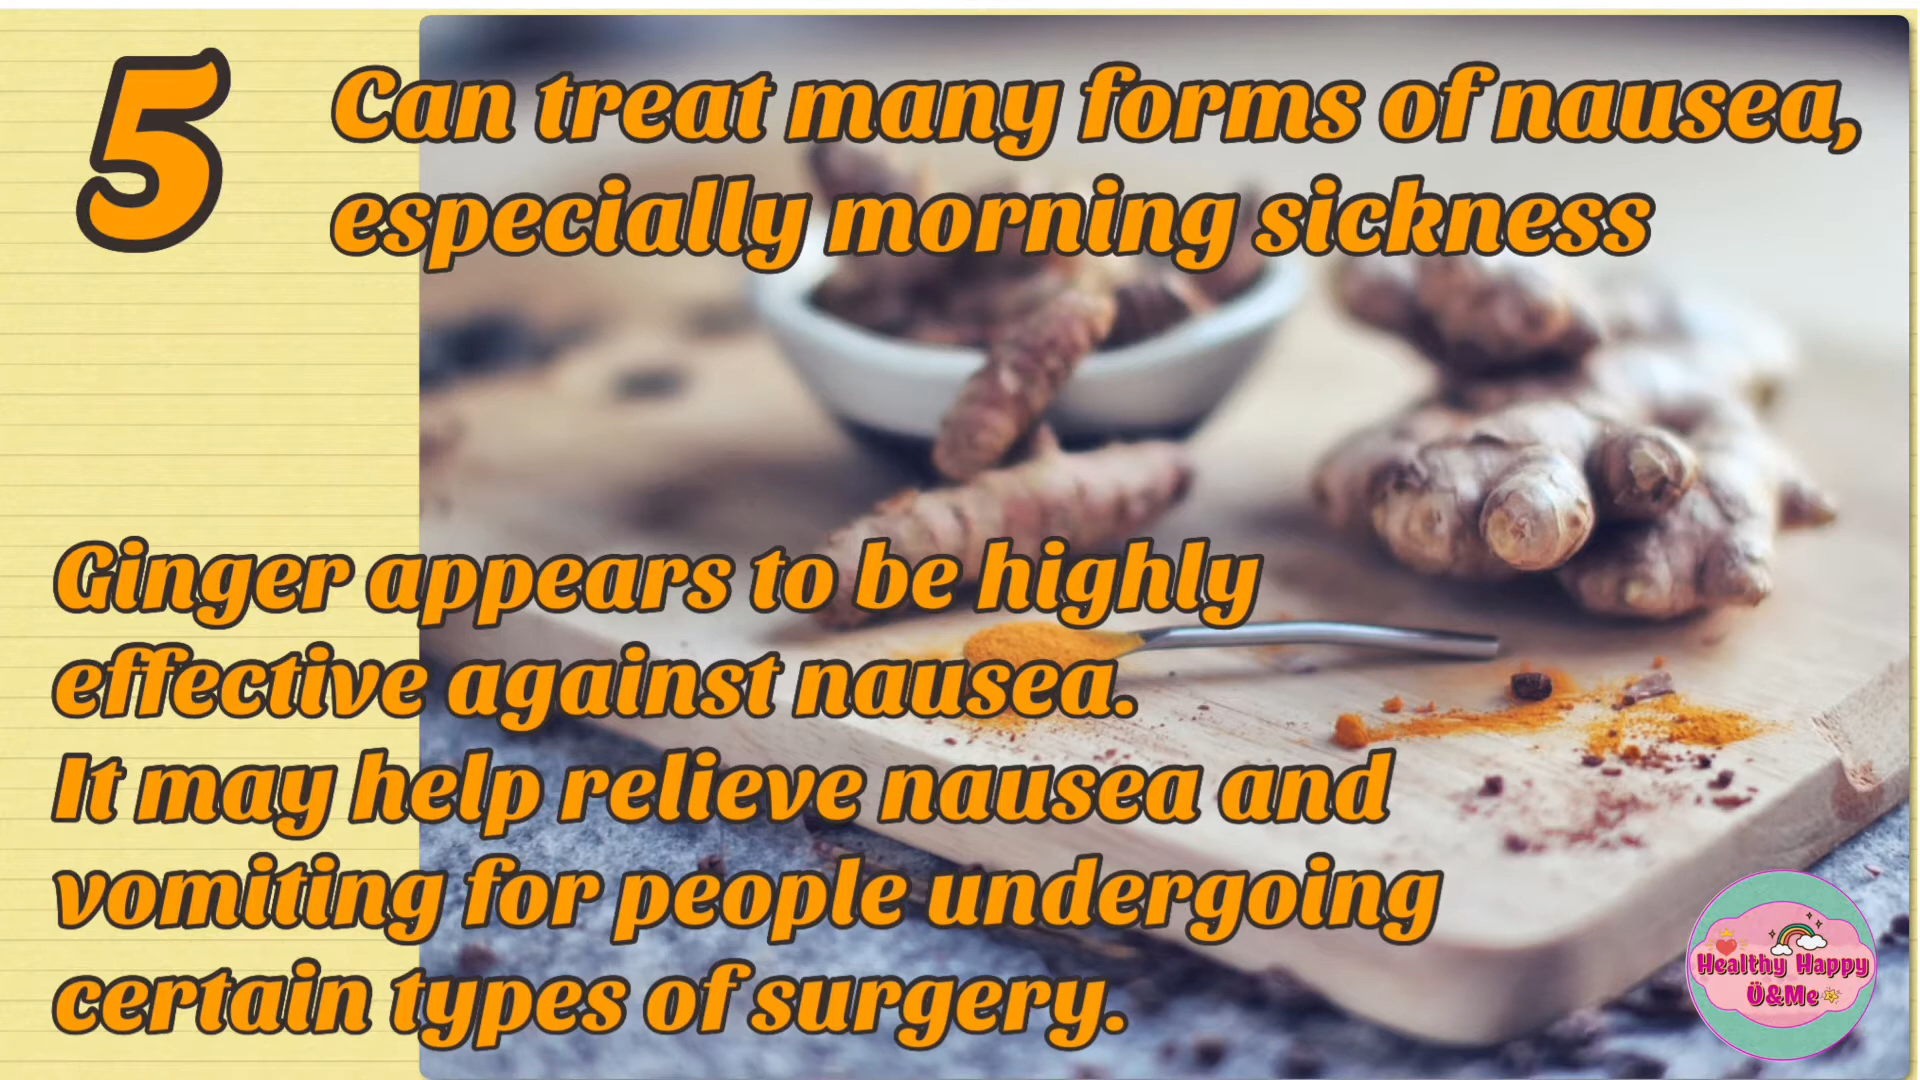 5
Can treat many forms of nausea,
especially morning sickness
Ginger appears to be highly
effective against nausea.
It may help relieve nausea and
vomiting for people undergoing
certain types of surgery.
Healthy Happy
Ü&Me